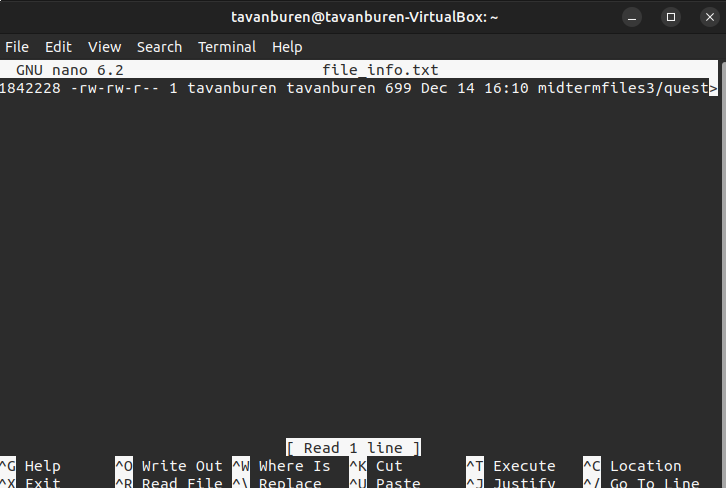 tavanburen@tavanburen-VirtualBox: ~
File Edit View Search Terminal Help
GNU nano 6.2 file_info.txt
1842228 -rw-rw-r-- 1 tavanburen tavanburen 699 Dec 14 16:10 midtermfiles3/quest>
[ Read 1 line ]
^G Help ^O Write Out ^W Where Is ^K Cut ^T Execute ^C Location
^X Exit ^R Read File ^\ Replace ^U Paste ^J Justify ^/ Go To Line